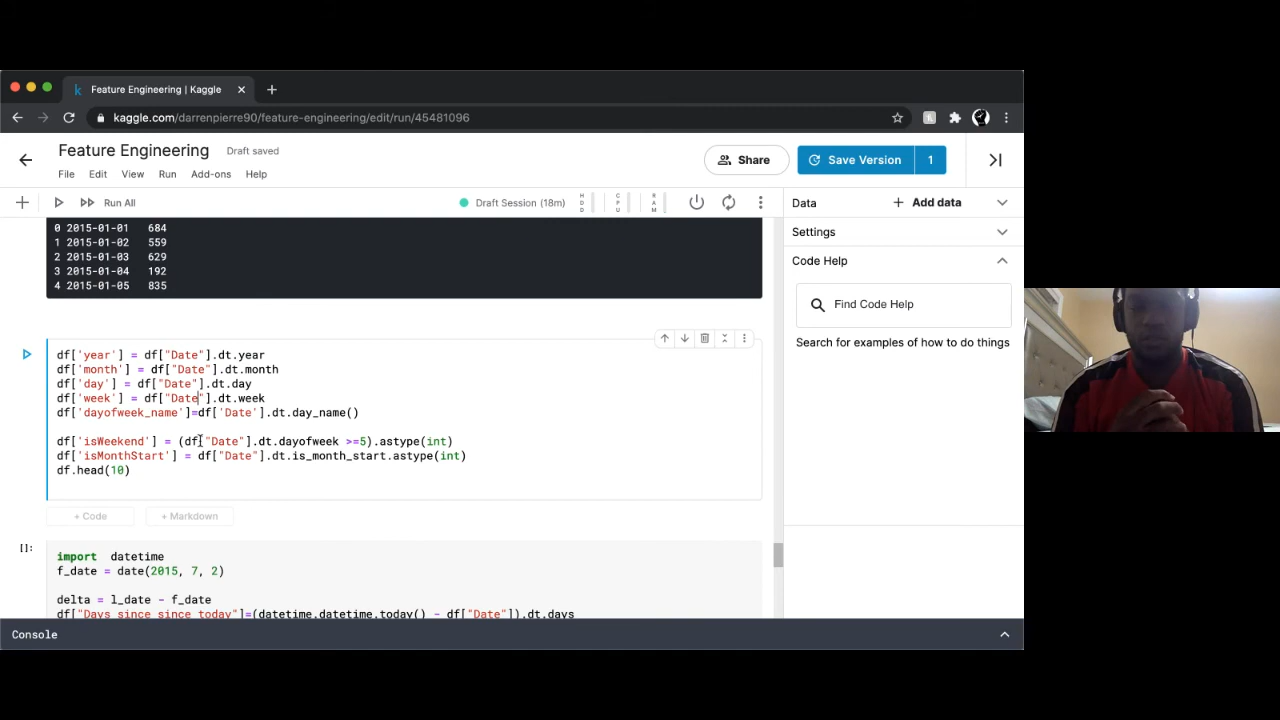 Feature Engineering | Kaggle
kaggle.com/darrenpierre90/feature-engineering/edit/run/45481096
Feature Engineering Draft saved
File Edit View Run Add-ons Help
Share
Save Version 1
Run All
Draft Session (18m)
HDD
CPU
RAM
Data
Add data
Settings
Code Help
Find Code Help
Search for examples of how to do things
0 2015-01-01 684
1 2015-01-02 559
2 2015-01-03 629
3 2015-01-04 192
4 2015-01-05 835
df['year'] = df["Date"].dt.year
df['month'] = df["Date"].dt.month
df['day'] = df["Date"].dt.day
df['week'] = df["Date"].dt.week
df['dayofweek_name']=df['Date'].dt.day_name()
df['isWeekend'] = (df["Date"].dt.dayofweek >=5).astype(int)
df['isMonthStart'] = df["Date"].dt.is_month_start.astype(int)
df.head(10)
+ Code + Markdown
[]:
import datetime
f_date = date(2015, 7, 2)
delta = l_date - f_date
df["Days since since today"]=(datetime.datetime.today() - df["Date"]).dt.days
Console